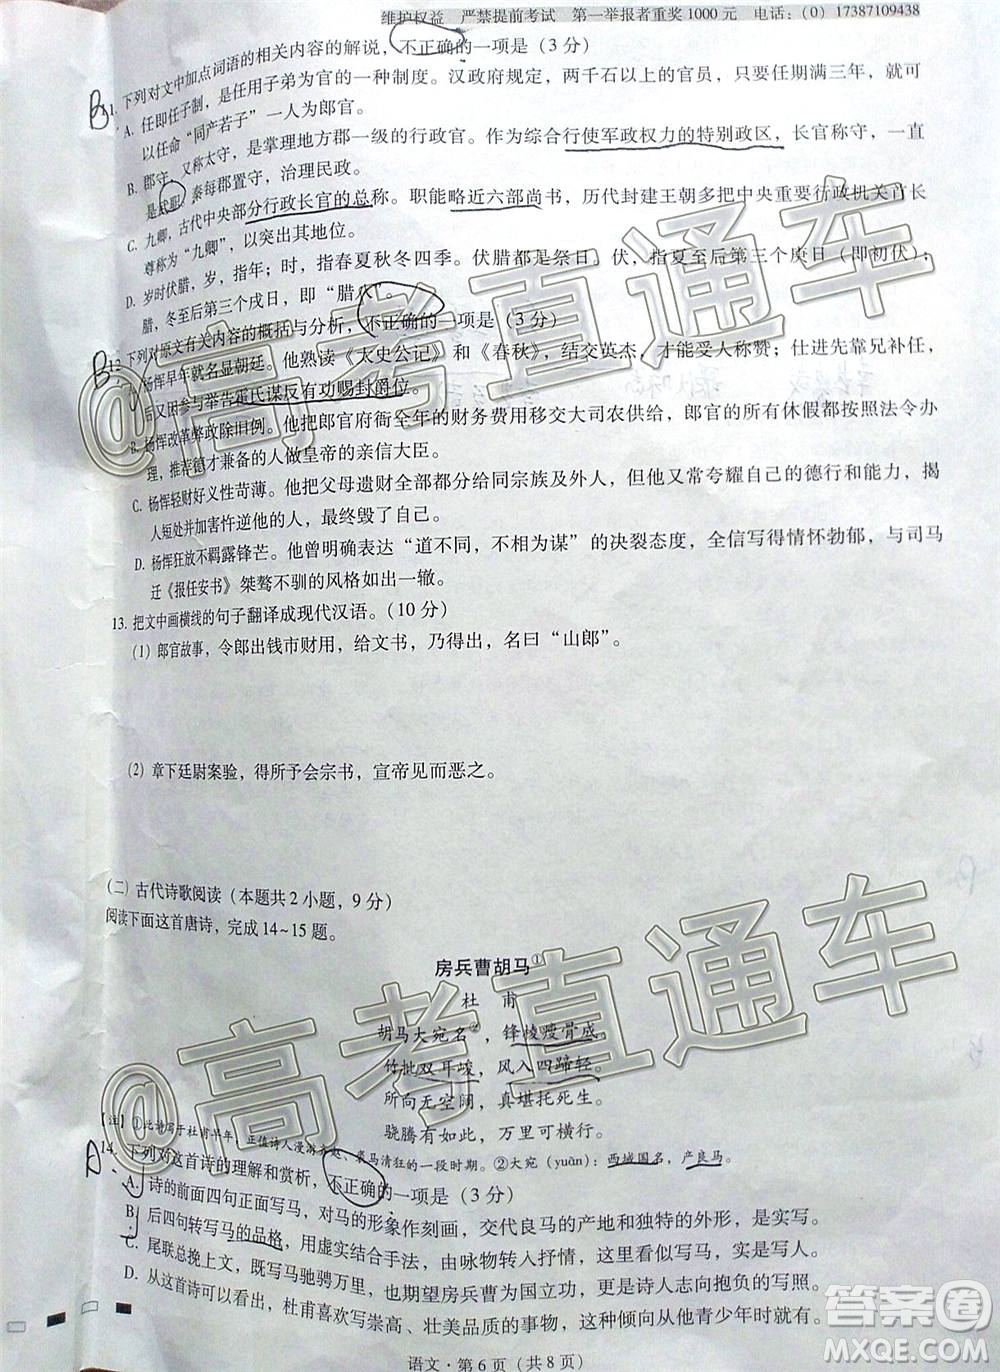 维护权益 严禁提前考试 第一举报者重奖1000元 电话:(0)17387109438
B 11. 下列对文中加点词语的相关内容的解说，不正确的一项是（3分）
A. 任即任子制，是任用子弟为官的一种制度。汉政府规定，两千石以上的官员，只要任期满三年，就可
以任命“同产若子”一人为郎官。
B. 郡守，又称太守，是掌理地方郡一级的行政官。作为综合行使军政权力的特别政区，长官称守，一直
是武职，秦每郡置守，治理民政。
C. 九卿，古代中央部分行政长官的总称。职能略近六部尚书，历代封建王朝多把中央重要行政机关首长
尊称为“九卿”，以突出其地位。
D. 岁时伏腊，岁，指年；时，指春夏秋冬四季。伏腊都是祭日。伏，指夏至后第三个庚日（即初伏）；
腊，冬至后第三个戌日，即“腊八”。
B 12. 下列对原文有关内容的概括与分析，不正确的一项是（3分）
A. 杨恽早年就名显朝廷。他熟读《太史公记》和《春秋》，结交英杰，才能受人称赞；仕进先靠兄补任，
后又因参与举告霍氏谋反有功赐封爵位。
B. 杨恽改革弊政除旧例。他将郎官府衙全年的财务费用移交大司农供给，郎官的所有休假都按照法令办
理，推荐德才兼备的人做皇帝的亲信大臣。
C. 杨恽轻财好义性苛薄。他把父母遗财全部都分给同宗族及外人，但他又常夸耀自己的德行和能力，揭
人短处并加害忤逆他的人，最终毁了自己。
D. 杨恽狂放不羁露锋芒。他曾明确表达“道不同，不相为谋”的决裂态度，全信写得情怀勃郁，与司马
迁《报任安书》桀骜不驯的风格如出一辙。
13. 把文中画横线的句子翻译成现代汉语。（10分）
（1）郎官故事，令郎出钱市财用，给文书，乃得出，名曰“山郎”。
（2）章下廷尉案验，得所予会宗书，宣帝见而恶之。
（二）古代诗歌阅读（本题共2小题，9分）
阅读下面这首唐诗，完成14～15题。
房兵曹胡马①
杜 甫
胡马大宛名②，锋棱瘦骨成。
竹批双耳峻，风入四蹄轻。
所向无空阔，真堪托死生。
骁腾有如此，万里可横行。
【注】①此诗写于杜甫早年，正值诗人漫游齐赵、裘马清狂的一段时期。②大宛（yuān）：西域国名，产良马。
A 14. 下列对这首诗的理解和赏析，不正确的一项是（3分）
A. 诗的前面四句正面写马，对马的形象作刻画，交代良马的产地和独特的外形，是实写。
B. 后四句转写马的品格，用虚实结合手法，由咏物转入抒情，感情奔放，纵横驰骋。
C. 尾联总挽上文，写马驰骋万里，也期望房兵曹为国立功，更是诗人志向抱负的写照。
D. 从这首诗可以看出，杜甫喜欢写崇高、壮美品质的事物，这种倾向从他青少年时就有。
语文·第6页（共8页）
@高考直通车
@高考直通车
答案圈
MXQE.COM